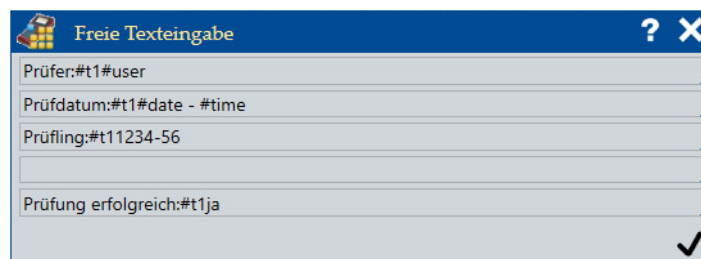 Freie Texteingabe ?
Prüfer:#t1#user
Prüfdatum:#t1#date - #time
Prüfling:#t11234-56
Prüfung erfolgreich:#t1ja